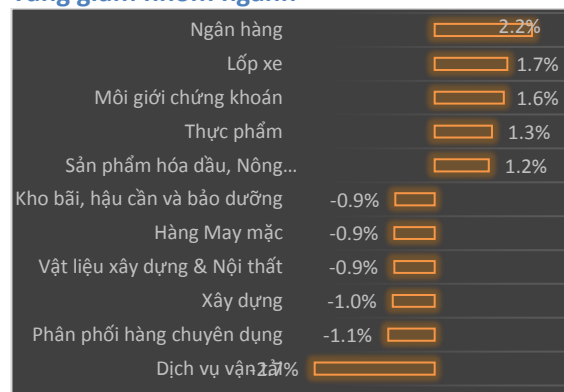 Ngân hàng 2.2%
Lốp xe 1.7%
Môi giới chứng khoán 1.6%
Thực phẩm 1.3%
Sản phẩm hóa dầu, Nông... 1.2%
Kho bãi, hậu cần và bảo dưỡng -0.9%
Hàng May mặc -0.9%
Vật liệu xây dựng & Nội thất -0.9%
Xây dựng -1.0%
Phân phối hàng chuyên dụng -1.1%
Dịch vụ vận tải -2.7%